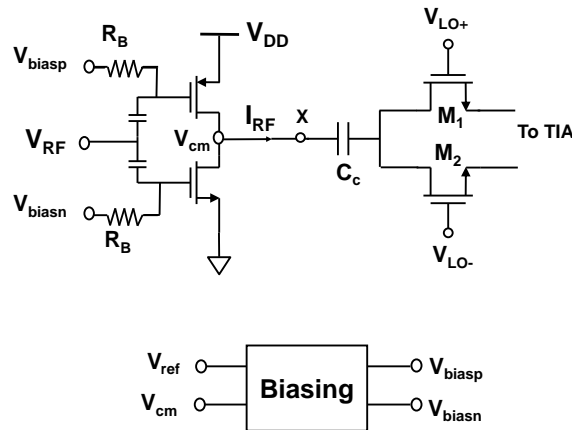 V_LO+
R_B
V_DD
V_biasp
I_RF
X
M_1
To TIA
V_RF
V_cm
M_2
C_c
V_biasn
R_B
V_LO-
V_ref
V_biasp
Biasing
V_cm
V_biasn